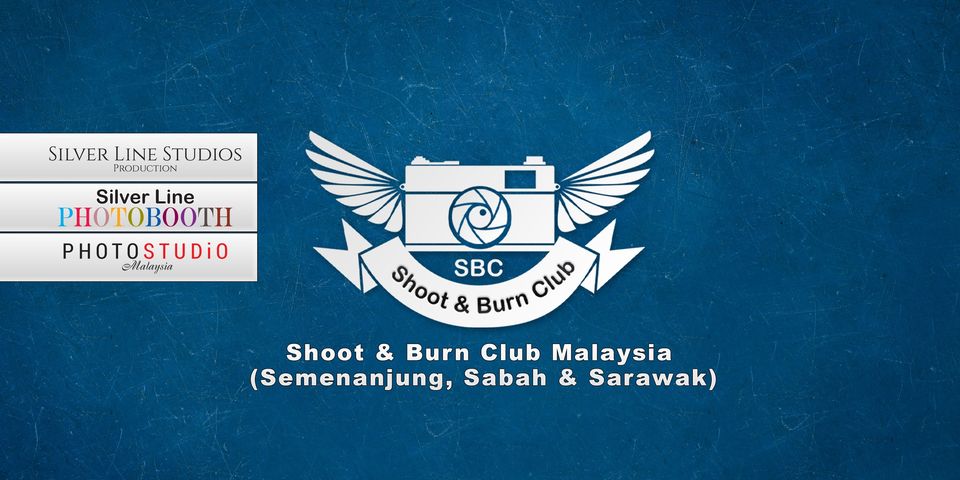 SILVER LINE STUDIOS
PRODUCTION
Silver Line
PHOTOBOOTH
PHOTOSTUDiO
Malaysia
SBC
Shoot & Burn Club
Shoot & Burn Club Malaysia
(Semenanjung, Sabah & Sarawak)